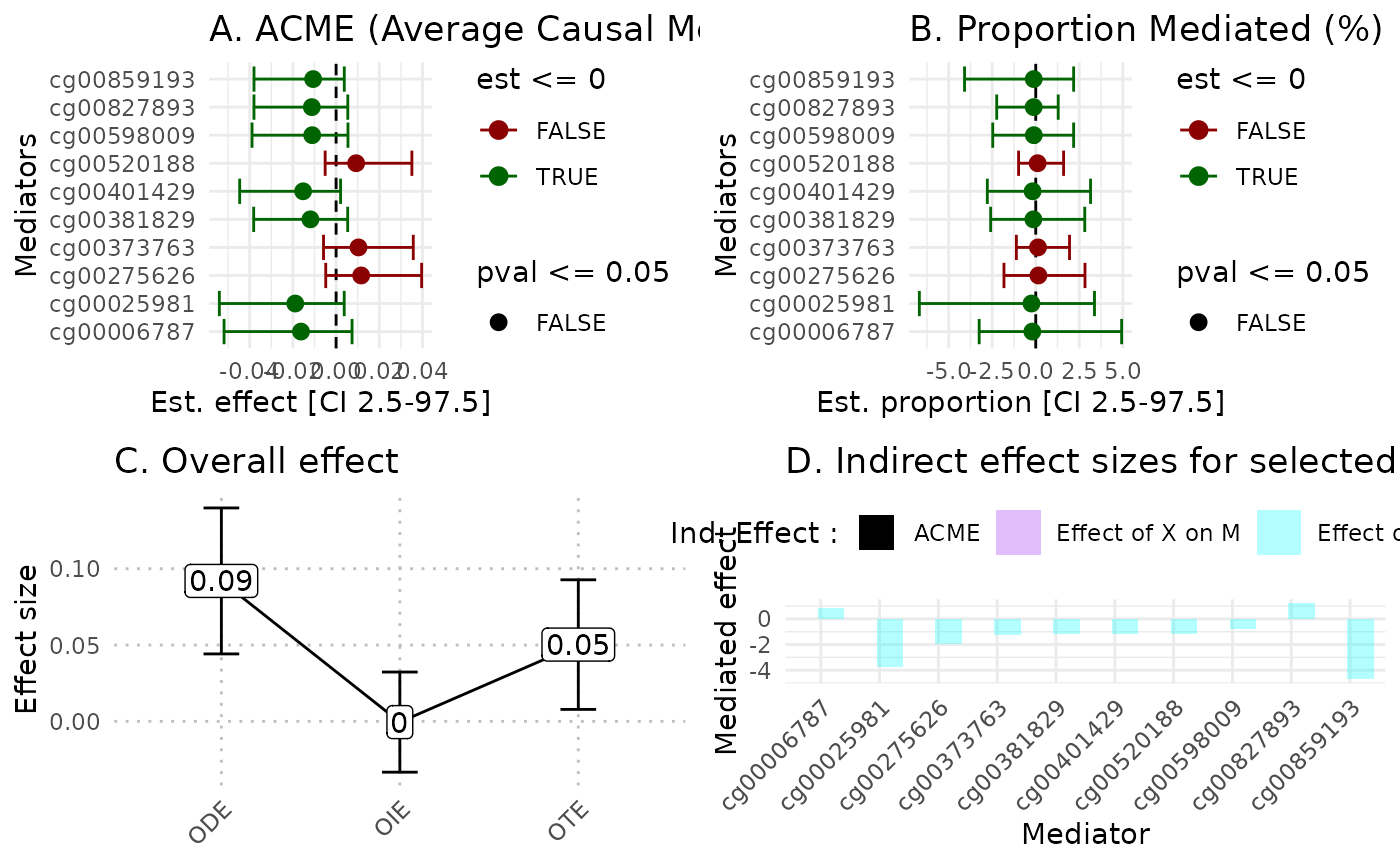 A. ACME (Average Causal Me
cg00859193
cg00827893
cg00598009
cg00520188
cg00401429
cg00381829
cg00373763
cg00275626
cg00025981
cg00006787
Mediators
-0.04
-0.02
0.00
0.02
0.04
Est. effect [CI 2.5-97.5]
est <= 0
FALSE
TRUE
pval <= 0.05
FALSE
B. Proportion Mediated (%)
cg00859193
cg00827893
cg00598009
cg00520188
cg00401429
cg00381829
cg00373763
cg00275626
cg00025981
cg00006787
Mediators
-5.0
-2.5
0.0
2.5
5.0
Est. proportion [CI 2.5-97.5]
est <= 0
FALSE
TRUE
pval <= 0.05
FALSE
C. Overall effect
Effect size
0.10
0.05
0.00
0.09
0
0.05
ODE
OIE
OTE
D. Indirect effect sizes for selected
Ind. Effect :
ACME
Effect of X on M
Effect o
Mediated effect
0
-2
-4
cg00006787
cg00025981
cg00275626
cg00373763
cg00381829
cg00401429
cg00520188
cg00598009
cg00827893
cg00859193
Mediator